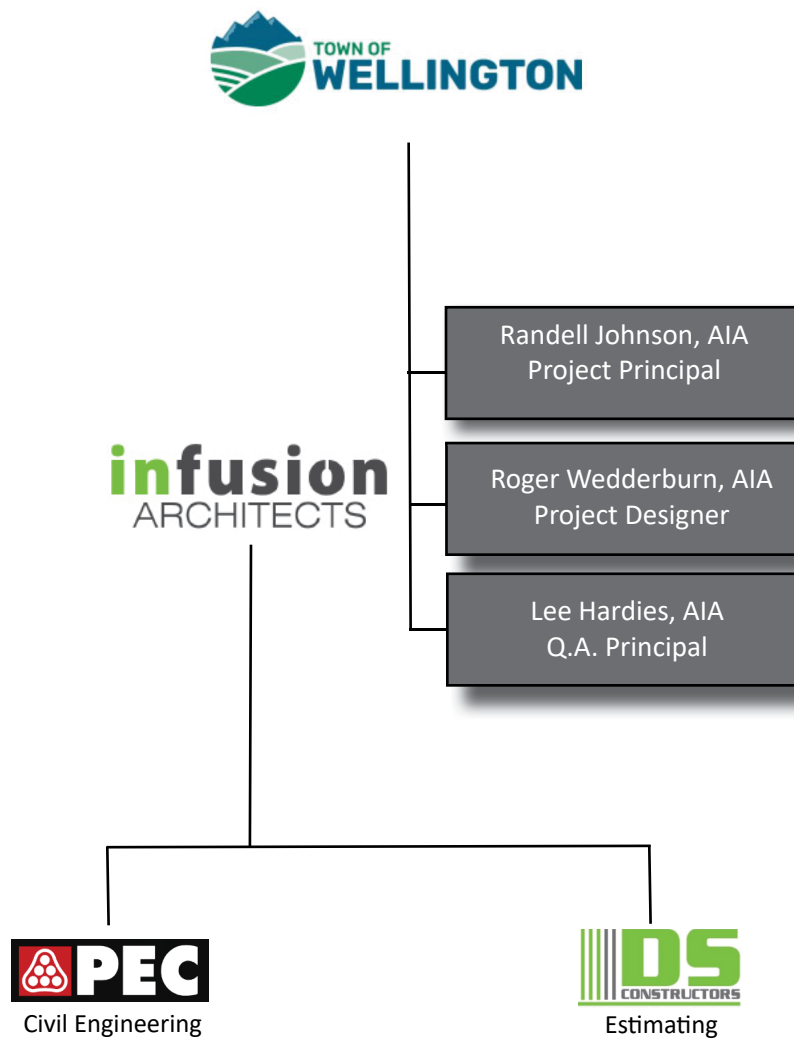 TOWN OF
WELLINGTON
Randell Johnson, AIA
Project Principal
infusion
ARCHITECTS
Roger Wedderburn, AIA
Project Designer
Lee Hardies, AIA
Q.A. Principal
PEC
Civil Engineering
DS
CONSTRUCTORS
Estimating